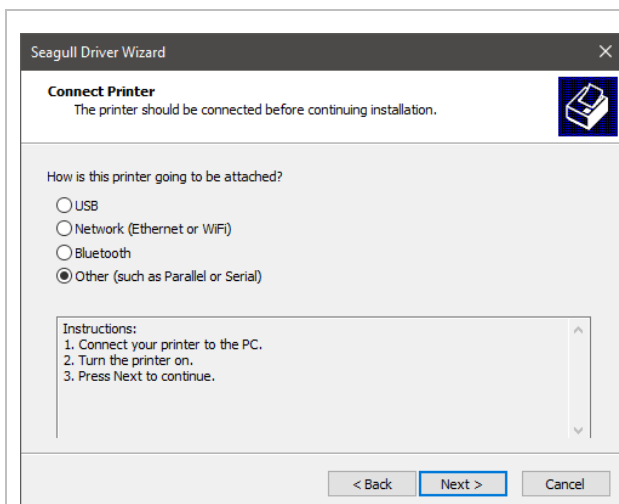 Seagull Driver Wizard
Connect Printer
The printer should be connected before continuing installation.
How is this printer going to be attached?
USB
Network (Ethernet or WiFi)
Bluetooth
Other (such as Parallel or Serial)
Instructions:
1. Connect your printer to the PC.
2. Turn the printer on.
3. Press Next to continue.
< Back Next > Cancel